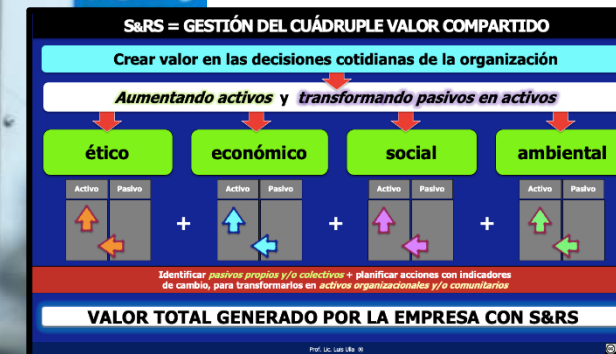 S&RS = GESTIÓN DEL CUÁDRUPLE VALOR COMPARTIDO
Crear valor en las decisiones cotidianas de la organización
Aumentando activos y transformando pasivos en activos
ético económico social ambiental
Activo Pasivo Activo Pasivo Activo Pasivo Activo Pasivo
+ + +
Identificar pasivos propios y/o colectivos + planificar acciones con indicadores
de cambio, para transformarlos en activos organizacionales y/o comunitarios
VALOR TOTAL GENERADO POR LA EMPRESA CON S&RS
Prof. Lic. Luis Ulla ®